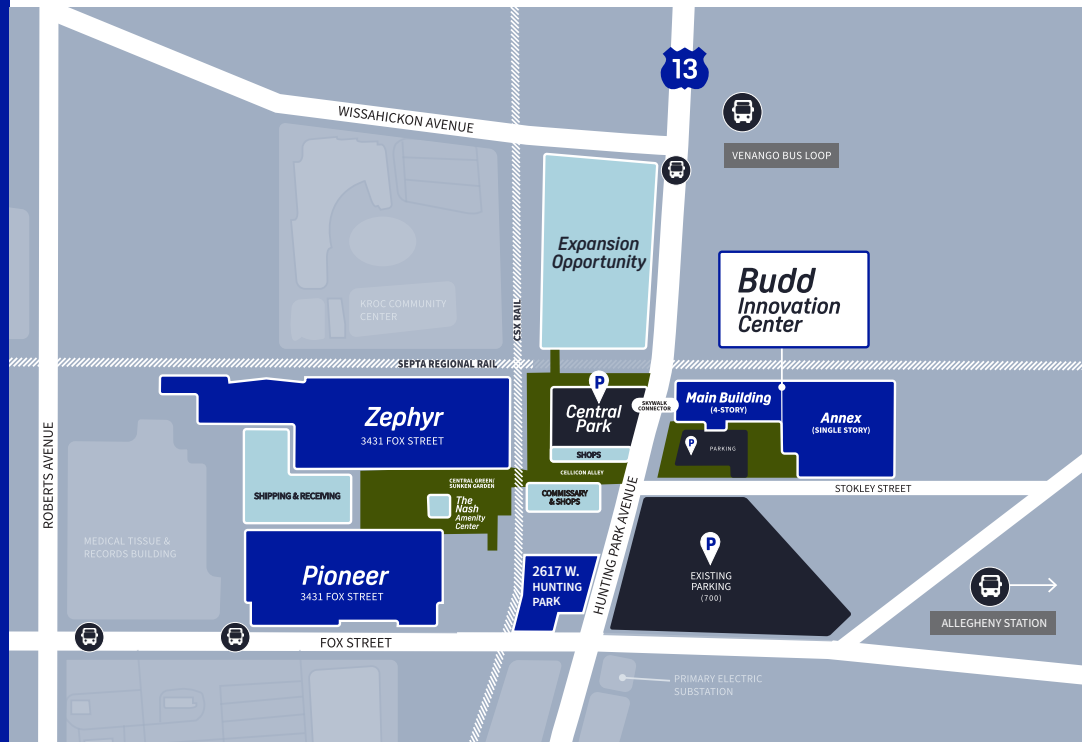 13
WISSAHICKON AVENUE
VENANGO BUS LOOP
Expansion
Opportunity
Budd
Innovation
Center
KROC COMMUNITY
CENTER
CSX RAIL
SEPTA REGIONAL RAIL
P
Central
Park
SHOPS
SKYWALK
CONNECTOR
Main Building
(4-STORY)
Annex
(SINGLE STORY)
P
PARKING
Zephyr
3431 FOX STREET
CELLICON ALLEY
ROBERTS AVENUE
SHIPPING & RECEIVING
CENTRAL GREEN/
SUNKEN GARDEN
The
Nash
Amenity
Center
COMMISSARY
& SHOPS
STOKLEY STREET
HUNTING PARK AVENUE
MEDICAL TISSUE &
RECORDS BUILDING
Pioneer
3431 FOX STREET
2617 W.
HUNTING
PARK
P
EXISTING
PARKING
(700)
ALLEGHENY STATION
FOX STREET
PRIMARY ELECTRIC
SUBSTATION